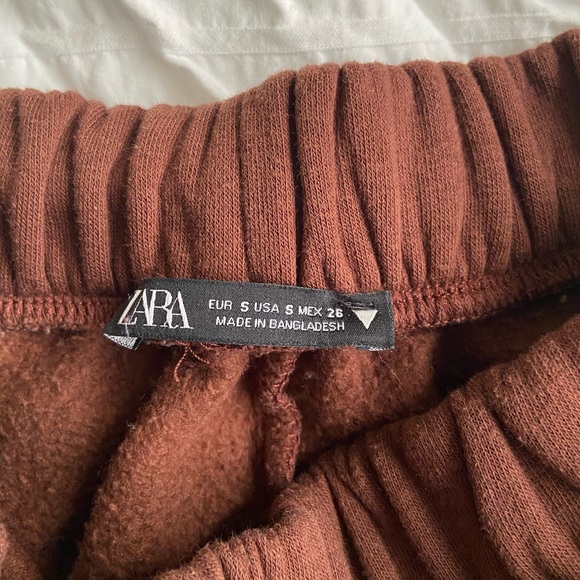 ZARA
EUR S USA S MEX 26
MADE IN BANGLADESH